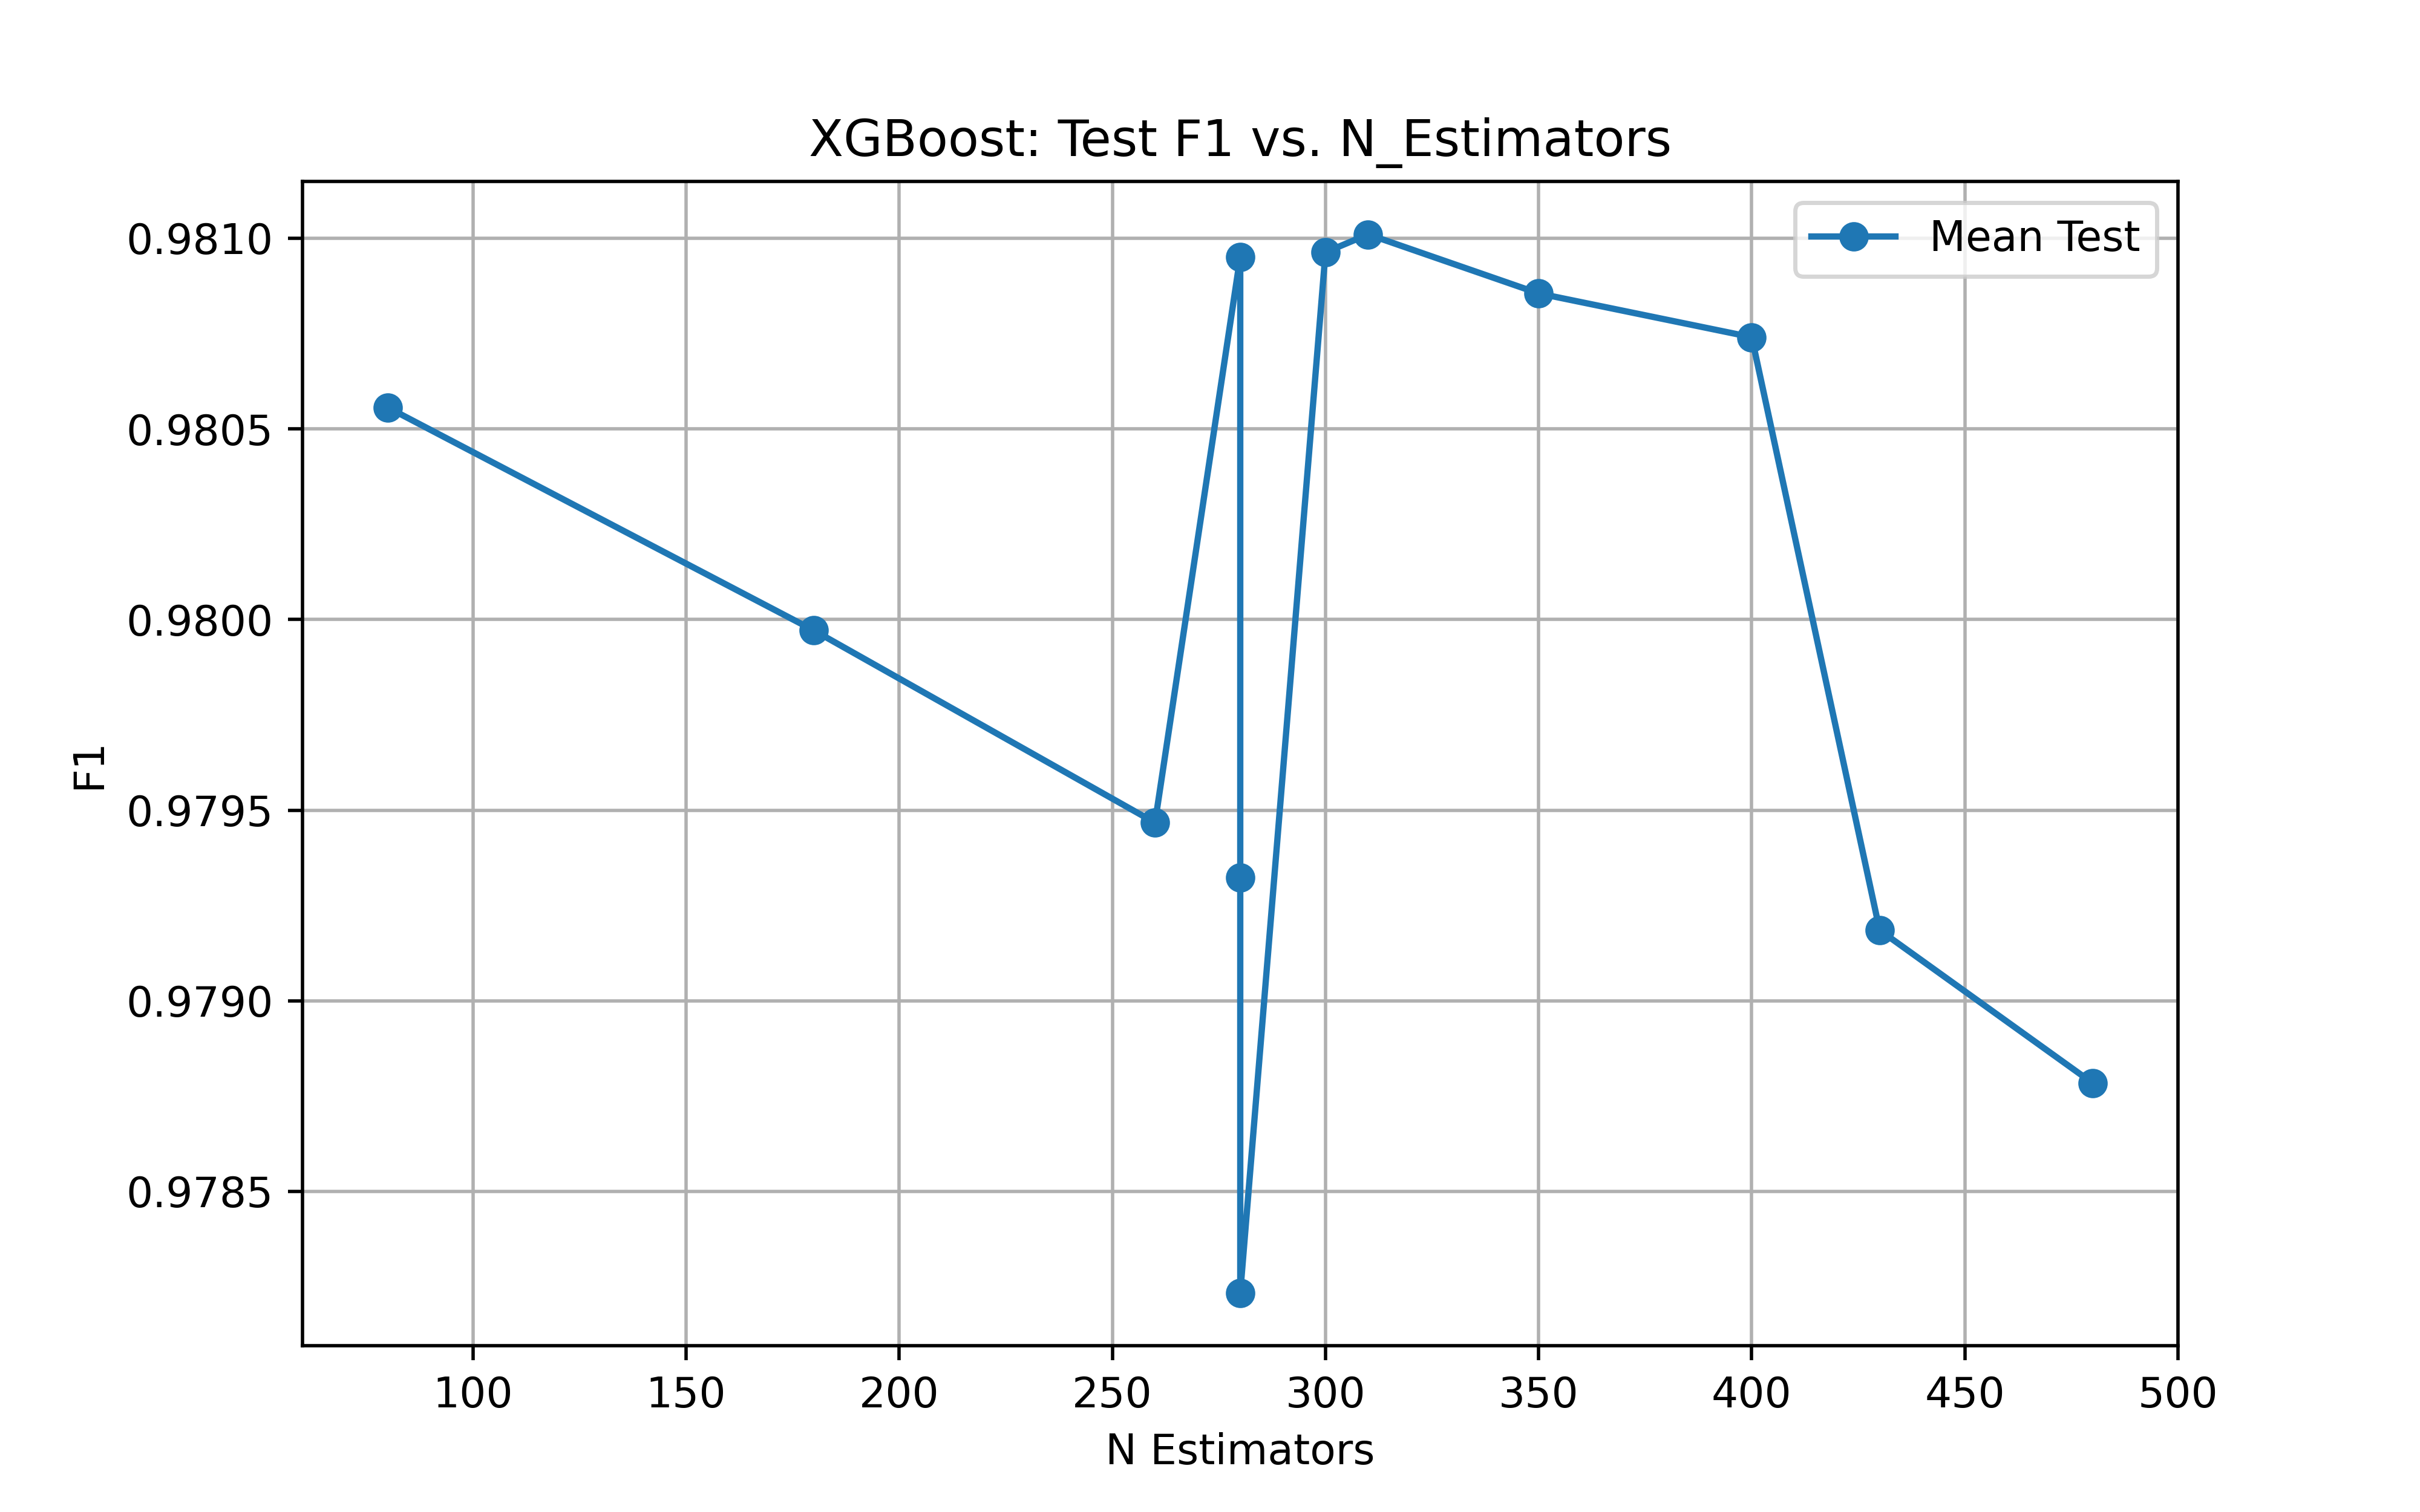 XGBoost: Test F1 vs. N_Estimators
Mean Test
0.9810
0.9805
0.9800
0.9795
0.9790
0.9785
F1
100 150 200 250 300 350 400 450 500
N Estimators